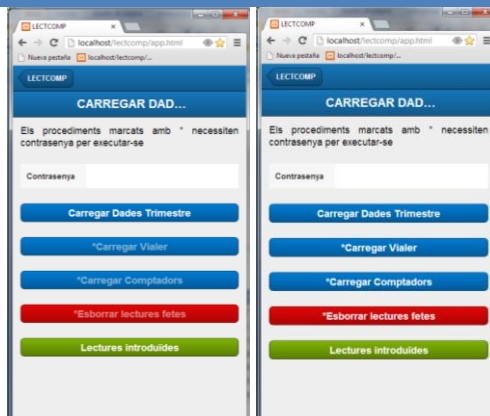 LECTCOMP
localhost/lectcomp/app.html
Nueva pestaña localhost/lectcomp/...
LECTCOMP
CARREGAR DAD...
Els procediments marcats amb * necessiten
contrasenya per executar-se
Contrasenya
Carregar Dades Trimestre
*Carregar Vialer
*Carregar Comptadors
*Esborrar lectures fetes
Lectures introduïdes
LECTCOMP
localhost/lectcomp/app.html
Nueva pestaña localhost/lectcomp/...
LECTCOMP
CARREGAR DAD...
Els procediments marcats amb * necessiten
contrasenya per executar-se
Contrasenya
Carregar Dades Trimestre
*Carregar Vialer
*Carregar Comptadors
*Esborrar lectures fetes
Lectures introduïdes